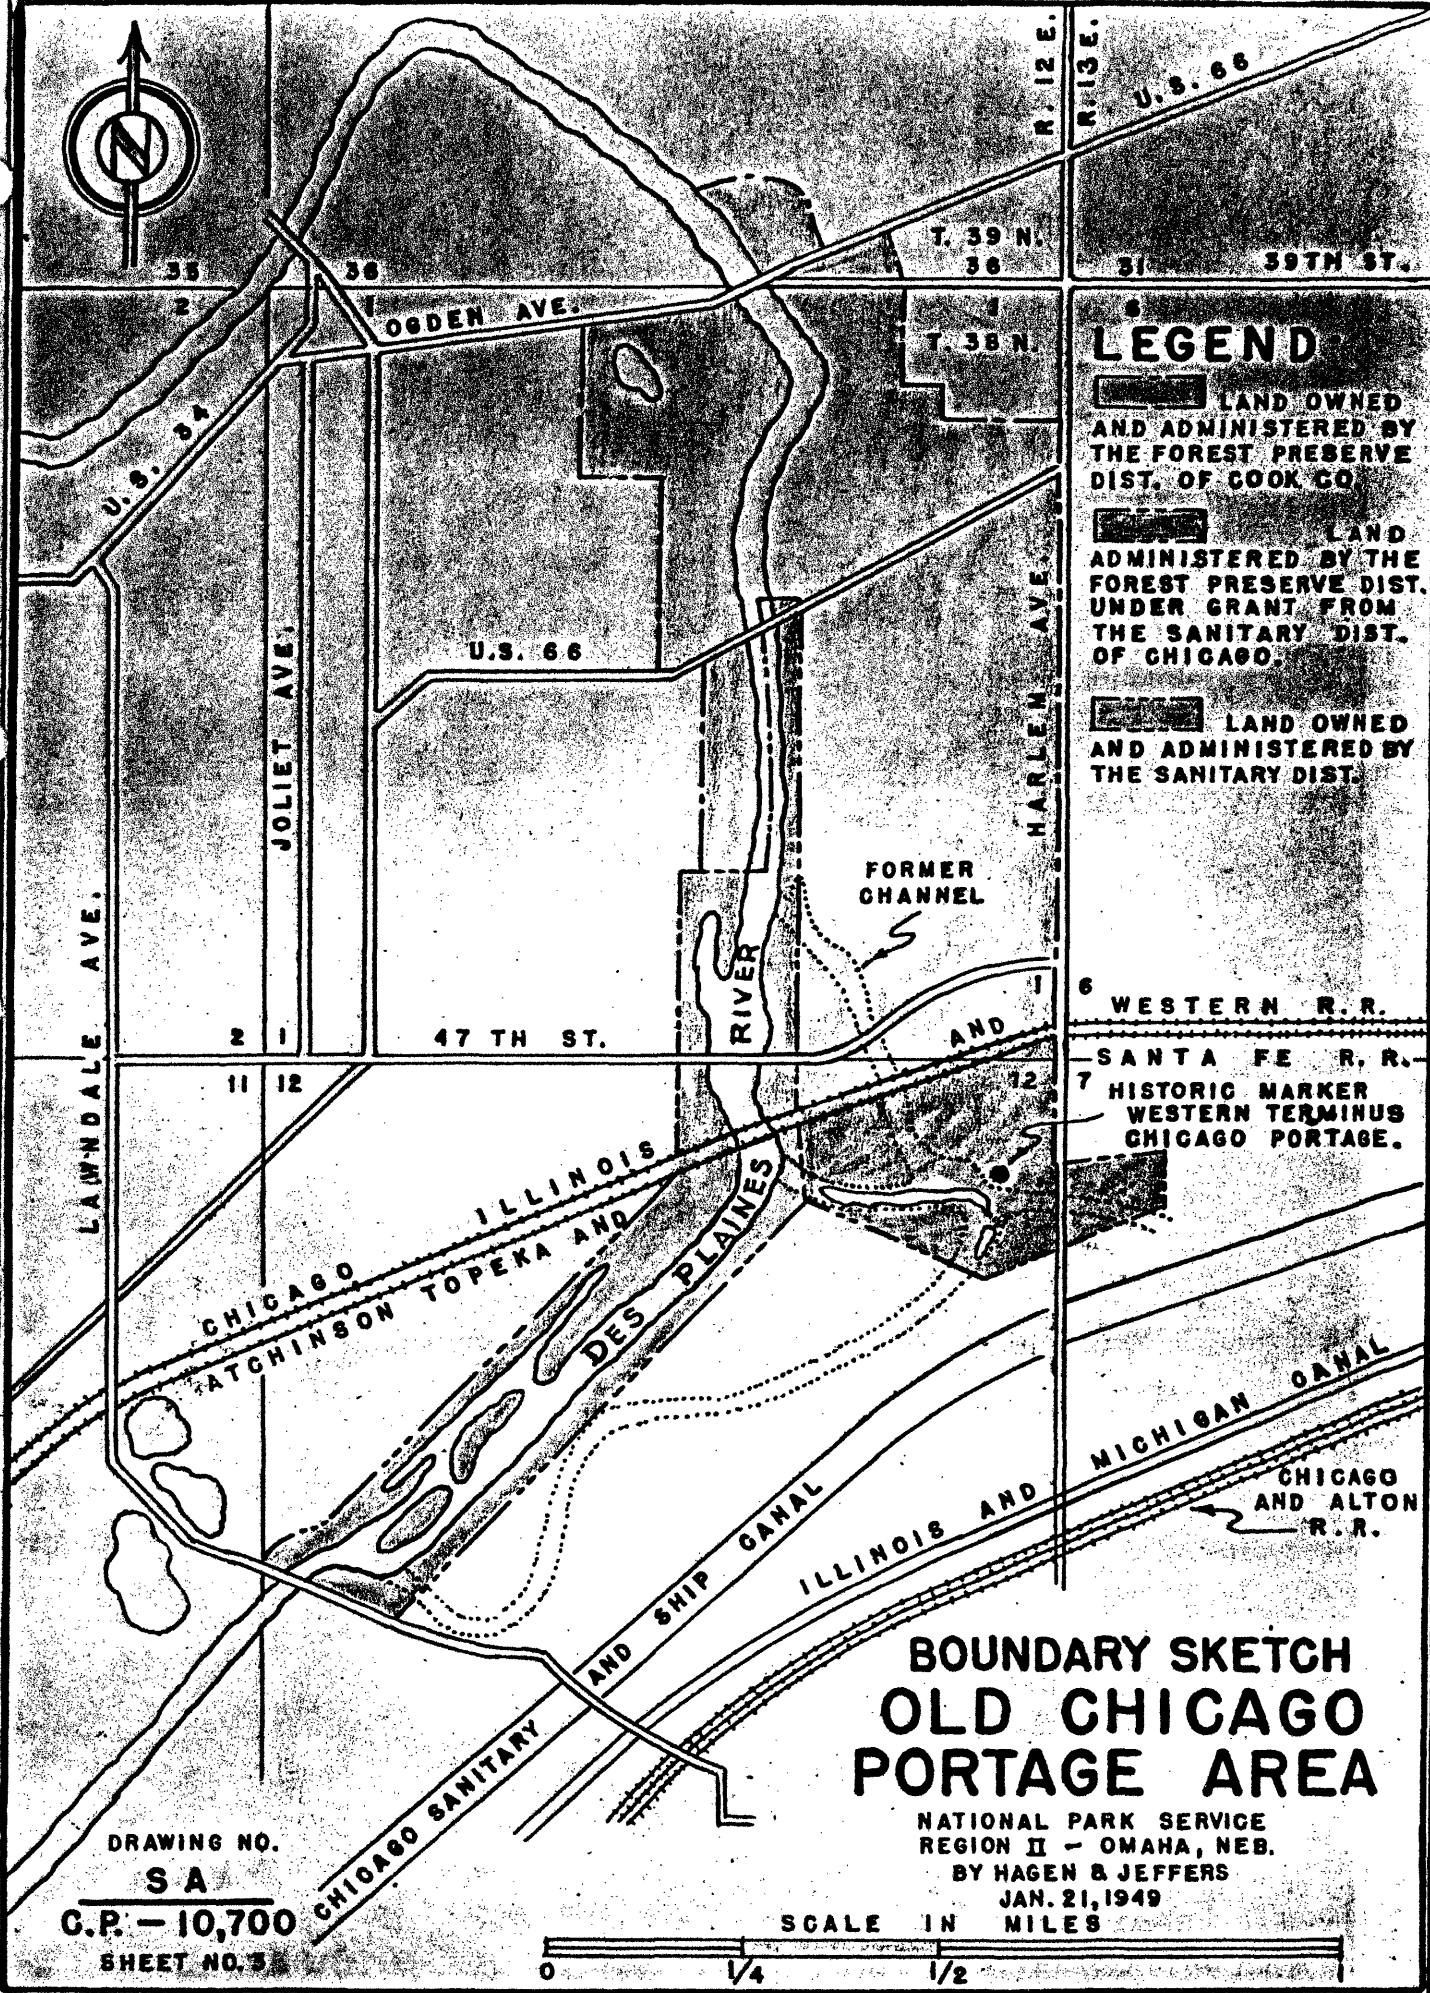 N
R. 12 E.
R. 13 E.
U.S. 66
T. 39 N.
35
36
36
31
39TH ST.
2
1
1
6
OGDEN AVE.
T. 38 N.
U.S. 34
LEGEND
LAND OWNED
AND ADMINISTERED BY
THE FOREST PRESERVE
DIST. OF COOK CO.
LAND
ADMINISTERED BY THE
FOREST PRESERVE DIST.
UNDER GRANT FROM
THE SANITARY DIST.
OF CHICAGO.
LAND OWNED
AND ADMINISTERED BY
THE SANITARY DIST.
U.S. 66
JOLIET AVE.
HARLEM AVE.
LAWNDALE AVE.
FORMER
CHANNEL
RIVER
1
6
WESTERN R.R.
2
1
47 TH ST.
AND
SANTA FE R.R.
11
12
12
7
HISTORIC MARKER
WESTERN TERMINUS
CHICAGO PORTAGE.
ILLINOIS
CHICAGO
ATCHINSON TOPEKA AND
DES PLAINES
CHICAGO SANITARY AND SHIP CANAL
ILLINOIS AND MICHIGAN CANAL
CHICAGO
AND ALTON
R.R.
BOUNDARY SKETCH
OLD CHICAGO
PORTAGE AREA
NATIONAL PARK SERVICE
REGION II – OMAHA, NEB.
BY HAGEN & JEFFERS
JAN. 21, 1949
DRAWING NO.
SA
C.P. – 10,700
SHEET NO. 3
SCALE IN MILES
0
1/4
1/2
1